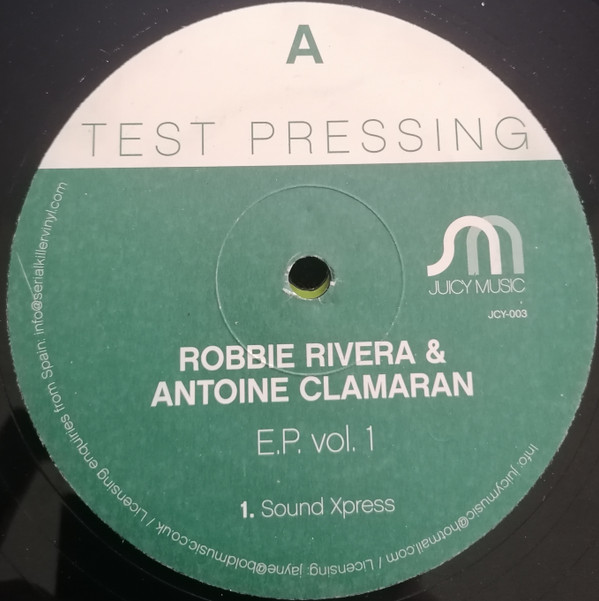 A
TEST PRESSING
JUICY MUSIC
JCY-003
ROBBIE RIVERA &
ANTOINE CLAMARAN
E.P. vol. 1
1. Sound Xpress
info: juicymusic@hotmail.com / Licensing: jayne@boldmusic.co.uk / Licensing enquiries from Spain: info@serialkillervinyl.com